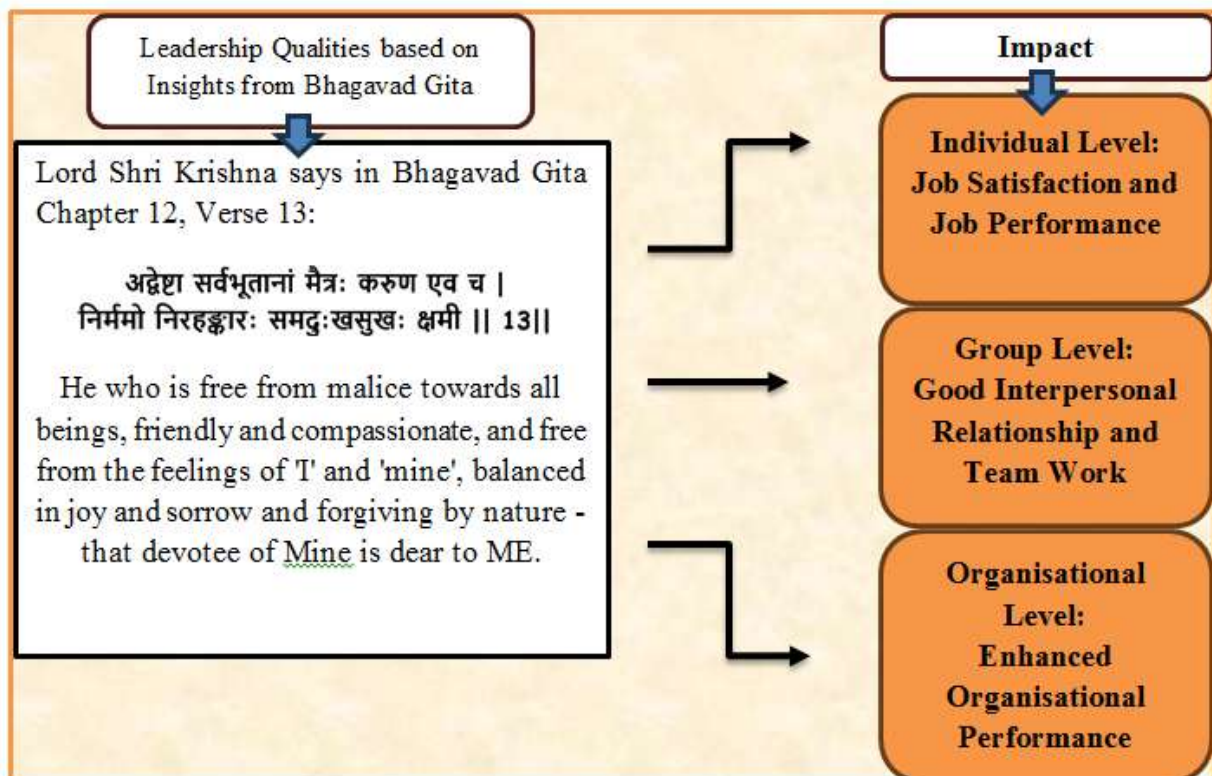 Leadership Qualities based on
Insights from Bhagavad Gita
Lord Shri Krishna says in Bhagavad Gita
Chapter 12, Verse 13:
अद्वेष्टा सर्वभूतानां मैत्रः करुण एव च |
निर्ममो निरहङ्कारः समदुःखसुखः क्षमी || 13||
He who is free from malice towards all
beings, friendly and compassionate, and free
from the feelings of 'I' and 'mine', balanced
in joy and sorrow and forgiving by nature -
that devotee of Mine is dear to ME.
Impact
Individual Level:
Job Satisfaction and
Job Performance
Group Level:
Good Interpersonal
Relationship and
Team Work
Organisational
Level:
Enhanced
Organisational
Performance